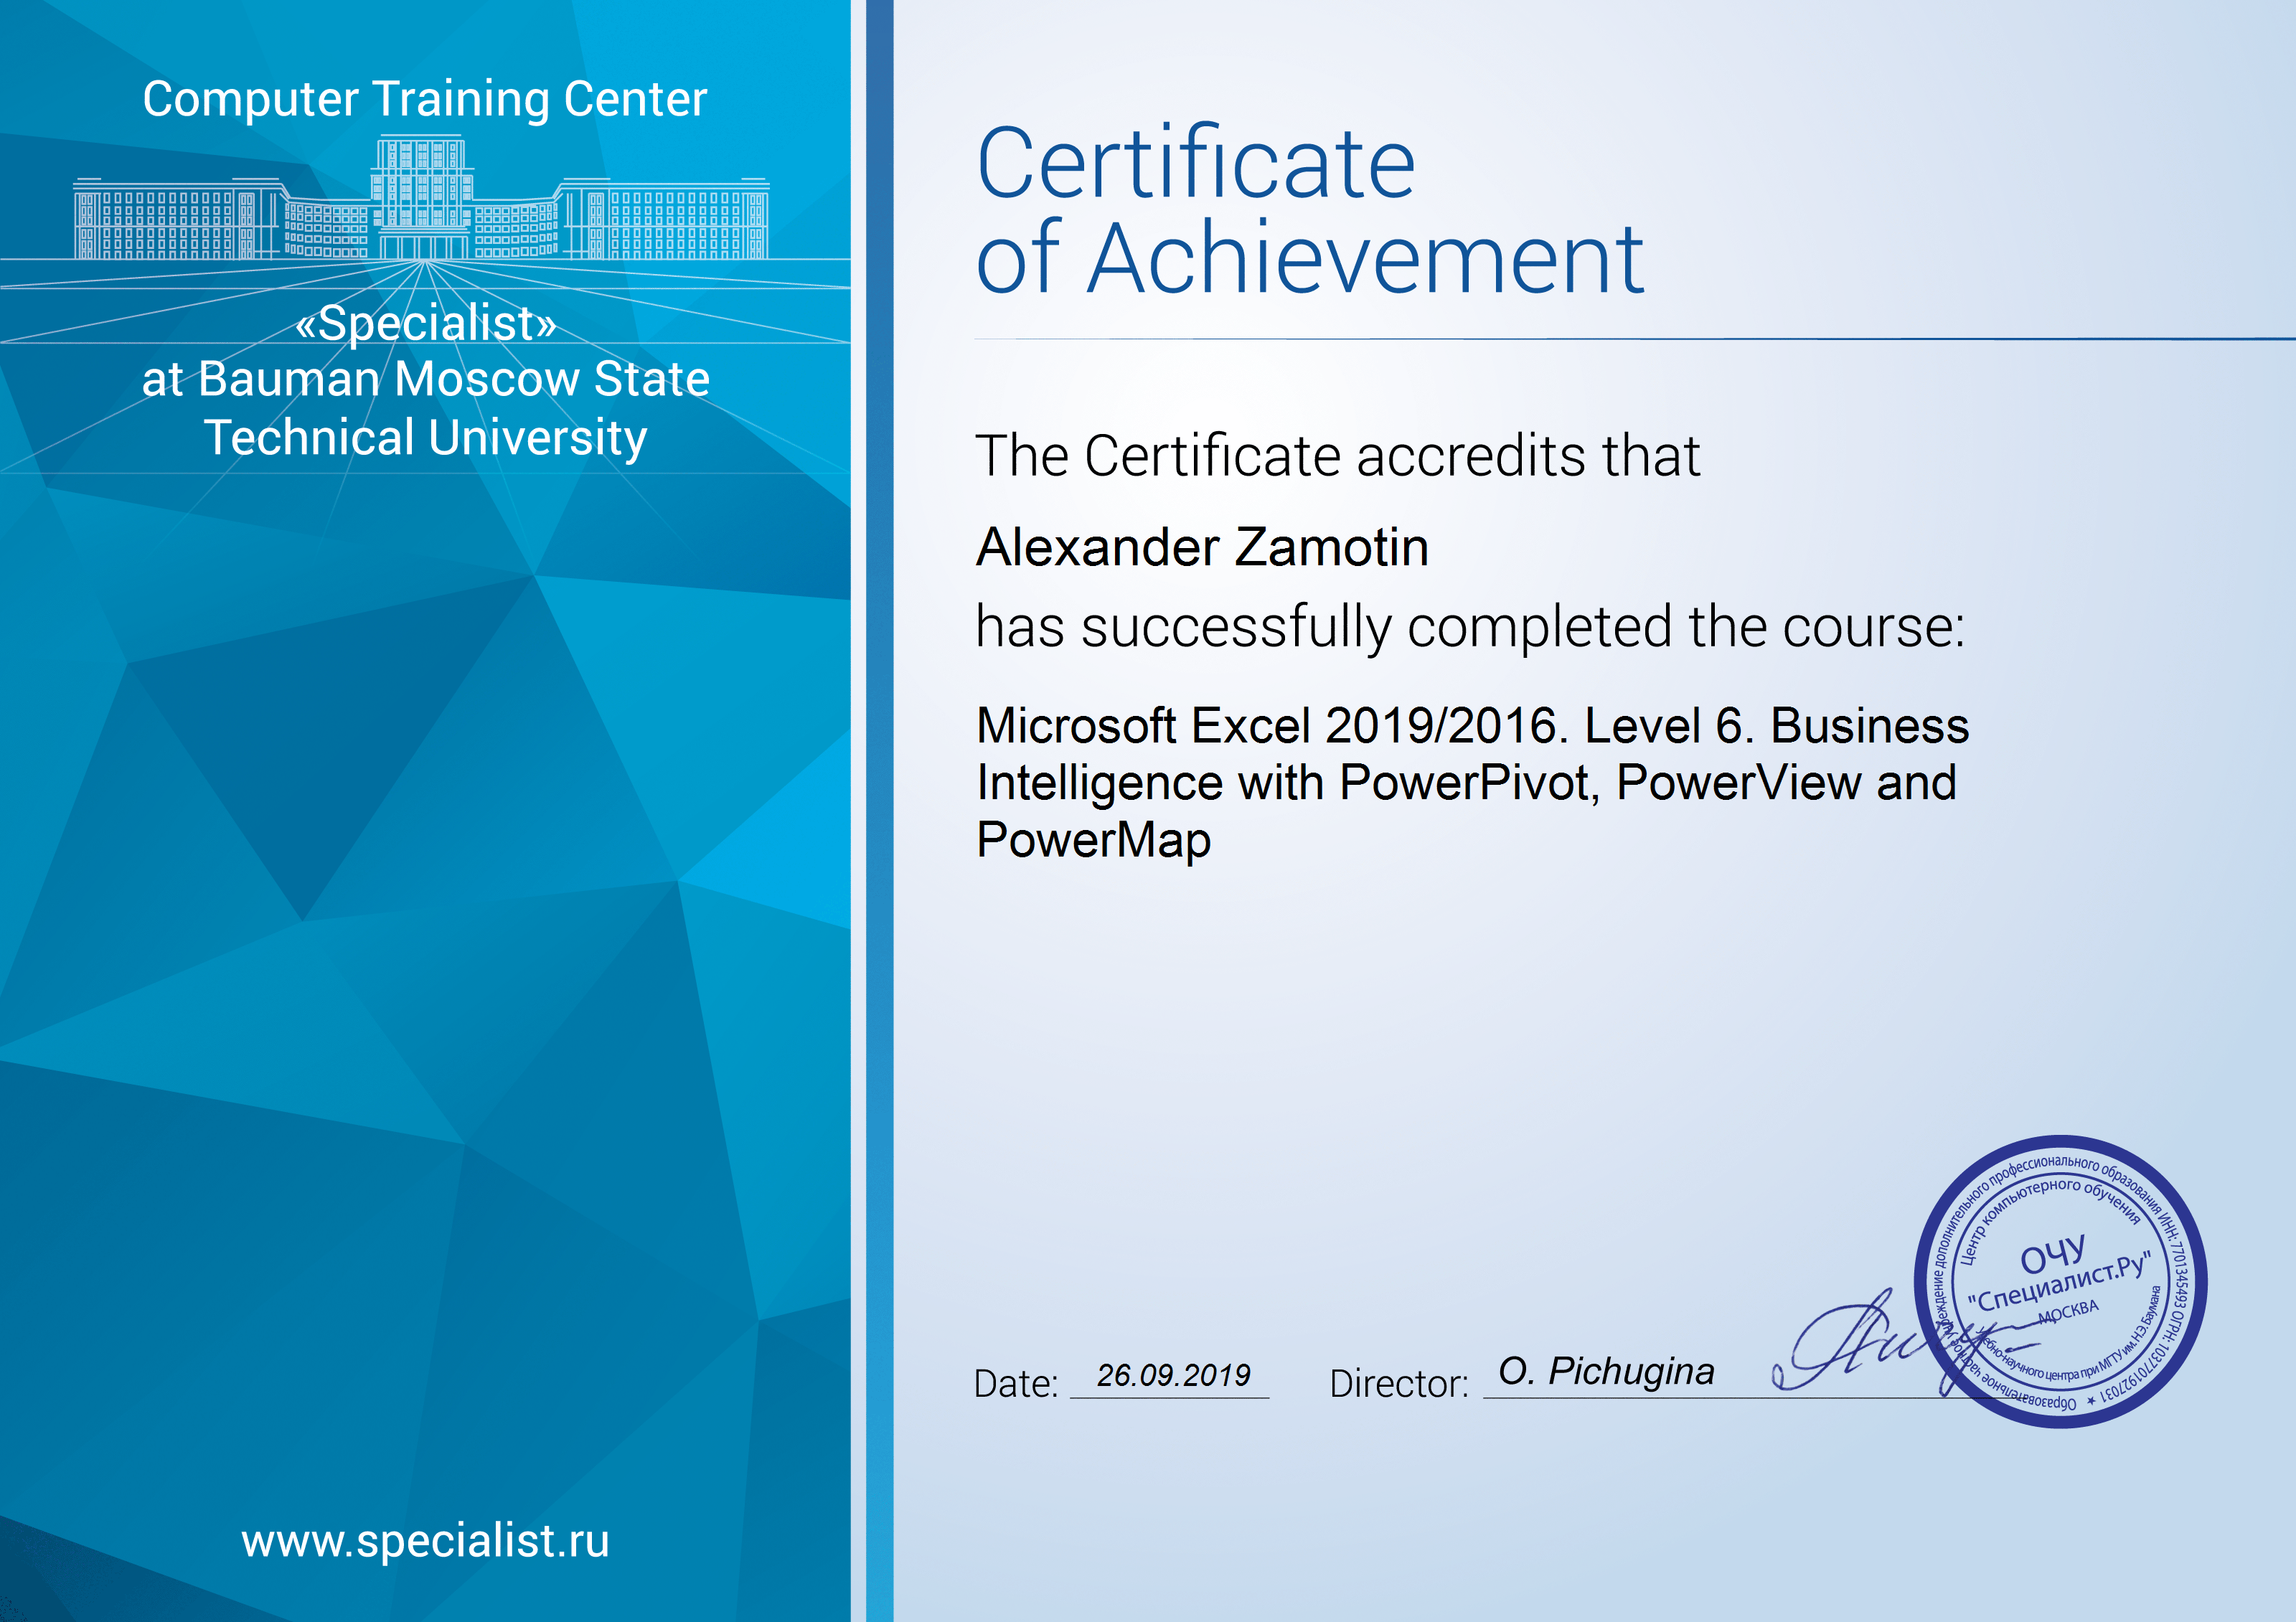 Computer Training Center
«Specialist»
at Bauman Moscow State
Technical University
www.specialist.ru
Certificate
of Achievement
The Certificate accredits that
Alexander Zamotin
has successfully completed the course:
Microsoft Excel 2019/2016. Level 6. Business
Intelligence with PowerPivot, PowerView and
PowerMap
Date: 26.09.2019 Director: O. Pichugina
Образовательное частное учреждение дополнительного профессионального образования ИНН: 7701345493 ОГРН: 1037701927031 ★
Центр компьютерного обучения
ОЧУ
"Специалист.Ру"
МОСКВА
Учебно-научного центра при МГТУ им. Н.Э. Баумана